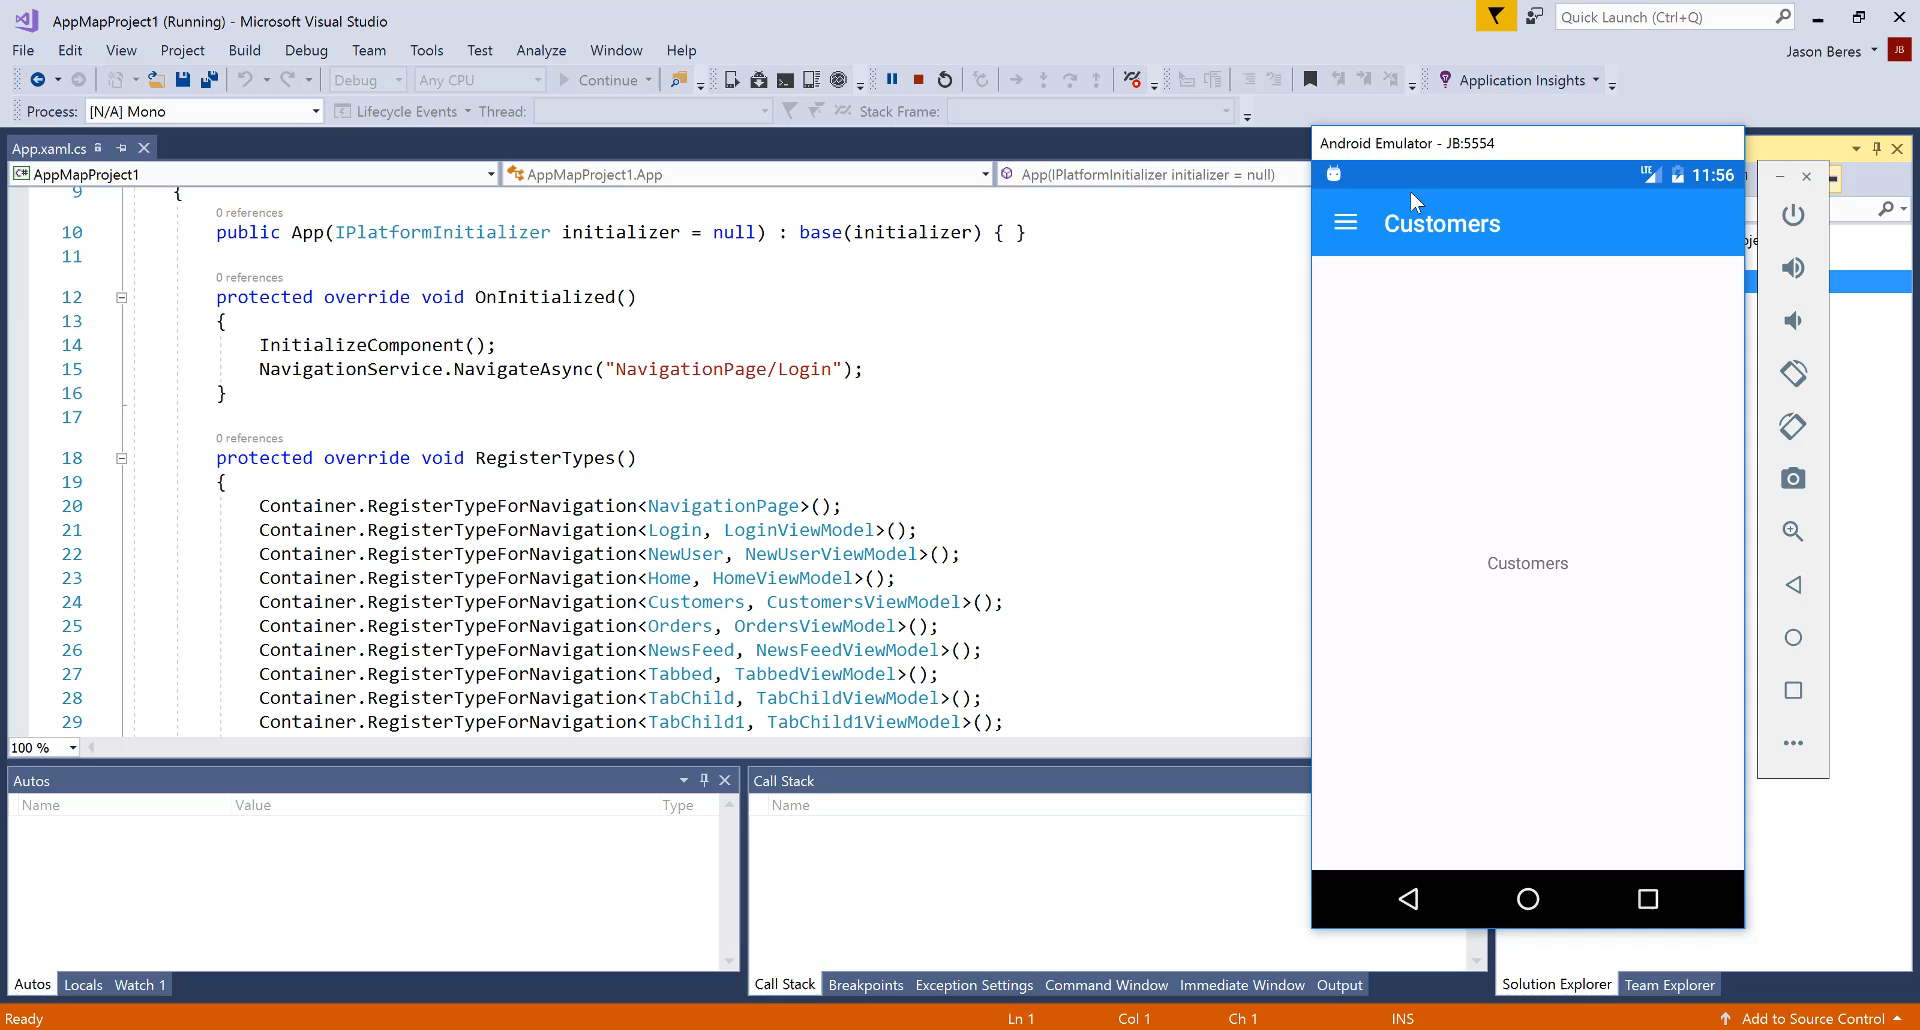 AppMapProject1 (Running) - Microsoft Visual Studio
Quick Launch (Ctrl+Q)
File Edit View Project Build Debug Team Tools Test Analyze Window Help
Jason Beres JB
Debug Any CPU Continue Application Insights
Process: [N/A] Mono Lifecycle Events Thread: Stack Frame:
App.xaml.cs
C# AppMapProject1 AppMapProject1.App App(IPlatformInitializer initializer = null)
9 {
0 references
10 public App(IPlatformInitializer initializer = null) : base(initializer) { }
11
0 references
12 protected override void OnInitialized()
13 {
14 InitializeComponent();
15 NavigationService.NavigateAsync("NavigationPage/Login");
16 }
17
0 references
18 protected override void RegisterTypes()
19 {
20 Container.RegisterTypeForNavigation<NavigationPage>();
21 Container.RegisterTypeForNavigation<Login, LoginViewModel>();
22 Container.RegisterTypeForNavigation<NewUser, NewUserViewModel>();
23 Container.RegisterTypeForNavigation<Home, HomeViewModel>();
24 Container.RegisterTypeForNavigation<Customers, CustomersViewModel>();
25 Container.RegisterTypeForNavigation<Orders, OrdersViewModel>();
26 Container.RegisterTypeForNavigation<NewsFeed, NewsFeedViewModel>();
27 Container.RegisterTypeForNavigation<Tabbed, TabbedViewModel>();
28 Container.RegisterTypeForNavigation<TabChild, TabChildViewModel>();
29 Container.RegisterTypeForNavigation<TabChild1, TabChild1ViewModel>();
100 %
Android Emulator - JB:5554
LTE 11:56
Customers
Customers
Autos
Name Value Type
Call Stack
Name
Autos Locals Watch 1
Call Stack Breakpoints Exception Settings Command Window Immediate Window Output
Solution Explorer Team Explorer
Ready Ln 1 Col 1 Ch 1 INS Add to Source Control